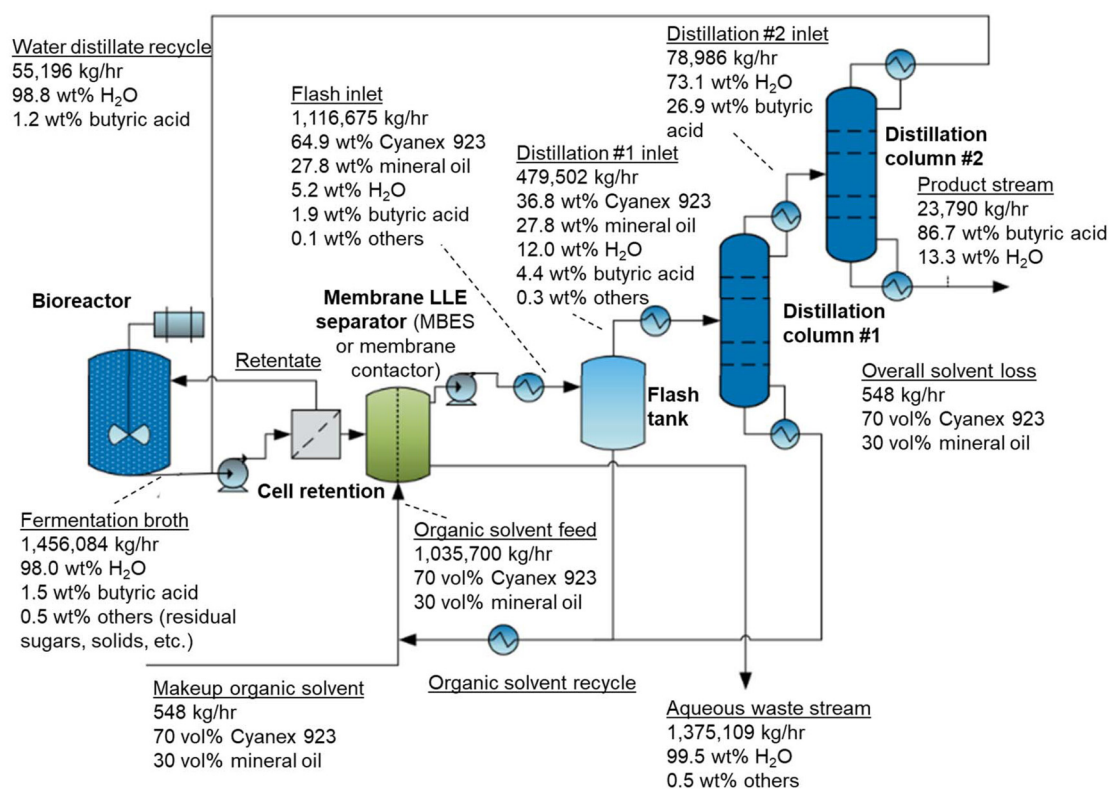 Water distillate recycle
55,196 kg/hr
98.8 wt% H₂O
1.2 wt% butyric acid
Flash inlet
1,116,675 kg/hr
64.9 wt% Cyanex 923
27.8 wt% mineral oil
5.2 wt% H₂O
1.9 wt% butyric acid
0.1 wt% others
Distillation #2 inlet
78,986 kg/hr
73.1 wt% H₂O
26.9 wt% butyric
acid
Distillation
column #2
Distillation #1 inlet
479,502 kg/hr
36.8 wt% Cyanex 923
27.8 wt% mineral oil
12.0 wt% H₂O
4.4 wt% butyric acid
0.3 wt% others
Product stream
23,790 kg/hr
86.7 wt% butyric acid
13.3 wt% H₂O
Bioreactor
Retentate
Membrane LLE
separator (MBES
or membrane
contactor)
Distillation
column #1
Flash
tank
Overall solvent loss
548 kg/hr
70 vol% Cyanex 923
30 vol% mineral oil
Cell retention
Fermentation broth
1,456,084 kg/hr
98.0 wt% H₂O
1.5 wt% butyric acid
0.5 wt% others (residual
sugars, solids, etc.)
Organic solvent feed
1,035,700 kg/hr
70 vol% Cyanex 923
30 vol% mineral oil
Makeup organic solvent
548 kg/hr
70 vol% Cyanex 923
30 vol% mineral oil
Organic solvent recycle
Aqueous waste stream
1,375,109 kg/hr
99.5 wt% H₂O
0.5 wt% others